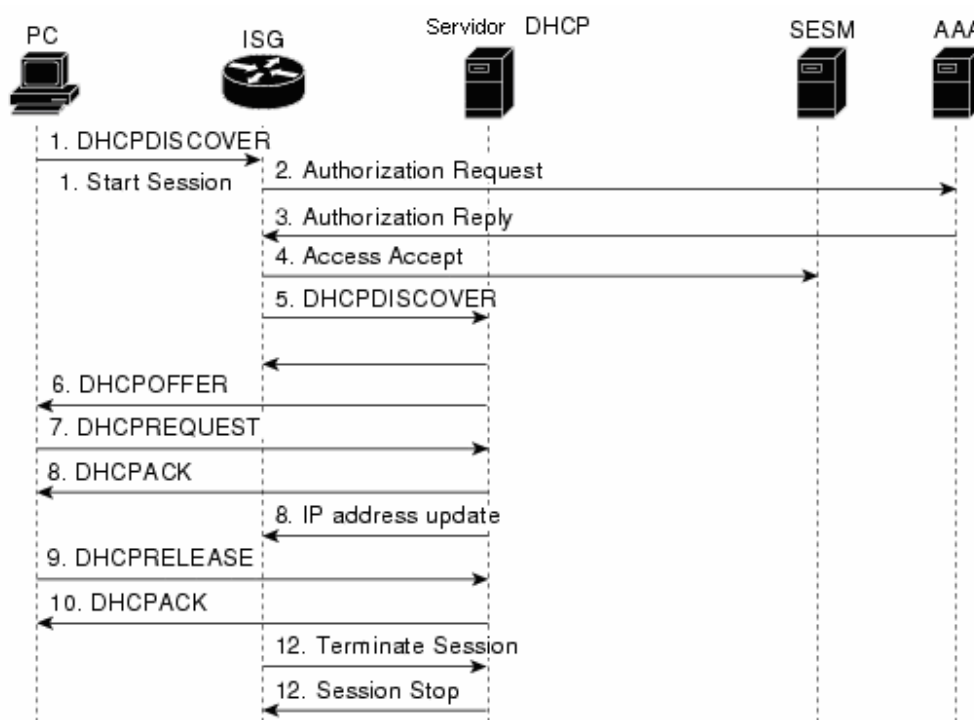 PC
ISG
Servidor DHCP
SESM
AAA
1. DHCPDISCOVER
1. Start Session
2. Authorization Request
3. Authorization Reply
4. Access Accept
5. DHCPDISCOVER
6. DHCPOFFER
7. DHCPREQUEST
8. DHCPACK
8. IP address update
9. DHCPRELEASE
10. DHCPACK
12. Terminate Session
12. Session Stop